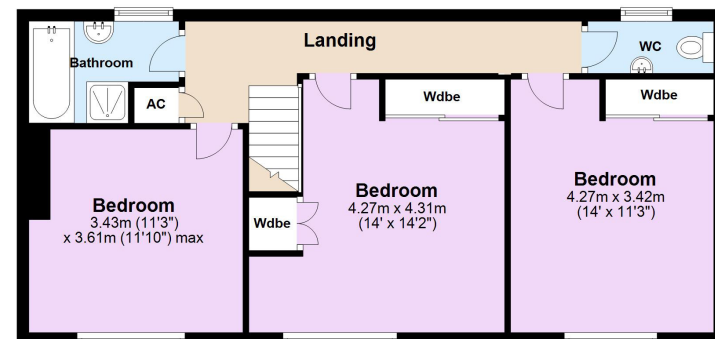 Landing
Bathroom
WC
AC
Wdbe
Wdbe
Bedroom
3.43m (11'3")
x 3.61m (11'10") max
Wdbe
Bedroom
4.27m x 4.31m
(14' x 14'2")
Bedroom
4.27m x 3.42m
(14' x 11'3")